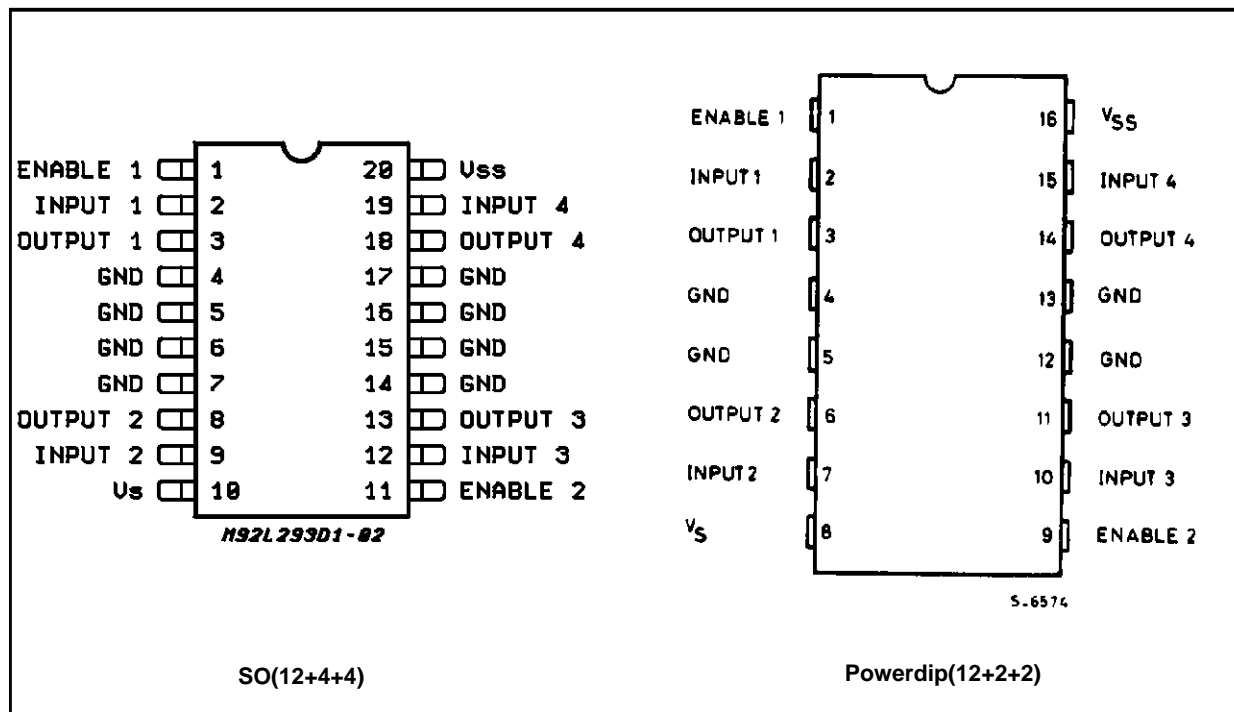 ENABLE 1 1 20 Vss
INPUT 1 2 19 INPUT 4
OUTPUT 1 3 18 OUTPUT 4
GND 4 17 GND
GND 5 16 GND
GND 6 15 GND
GND 7 14 GND
OUTPUT 2 8 13 OUTPUT 3
INPUT 2 9 12 INPUT 3
Vs 10 11 ENABLE 2
M92L293D1-02
SO(12+4+4)
ENABLE 1 1 16 VSS
INPUT 1 2 15 INPUT 4
OUTPUT 1 3 14 OUTPUT 4
GND 4 13 GND
GND 5 12 GND
OUTPUT 2 6 11 OUTPUT 3
INPUT 2 7 10 INPUT 3
VS 8 9 ENABLE 2
S-6574
Powerdip(12+2+2)